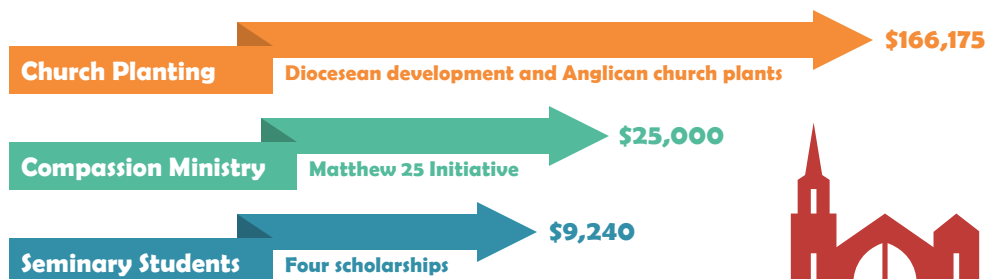 $166,175
Church Planting
Diocesean development and Anglican church plants
$25,000
Compassion Ministry
Matthew 25 Initiative
$9,240
Seminary Students
Four scholarships